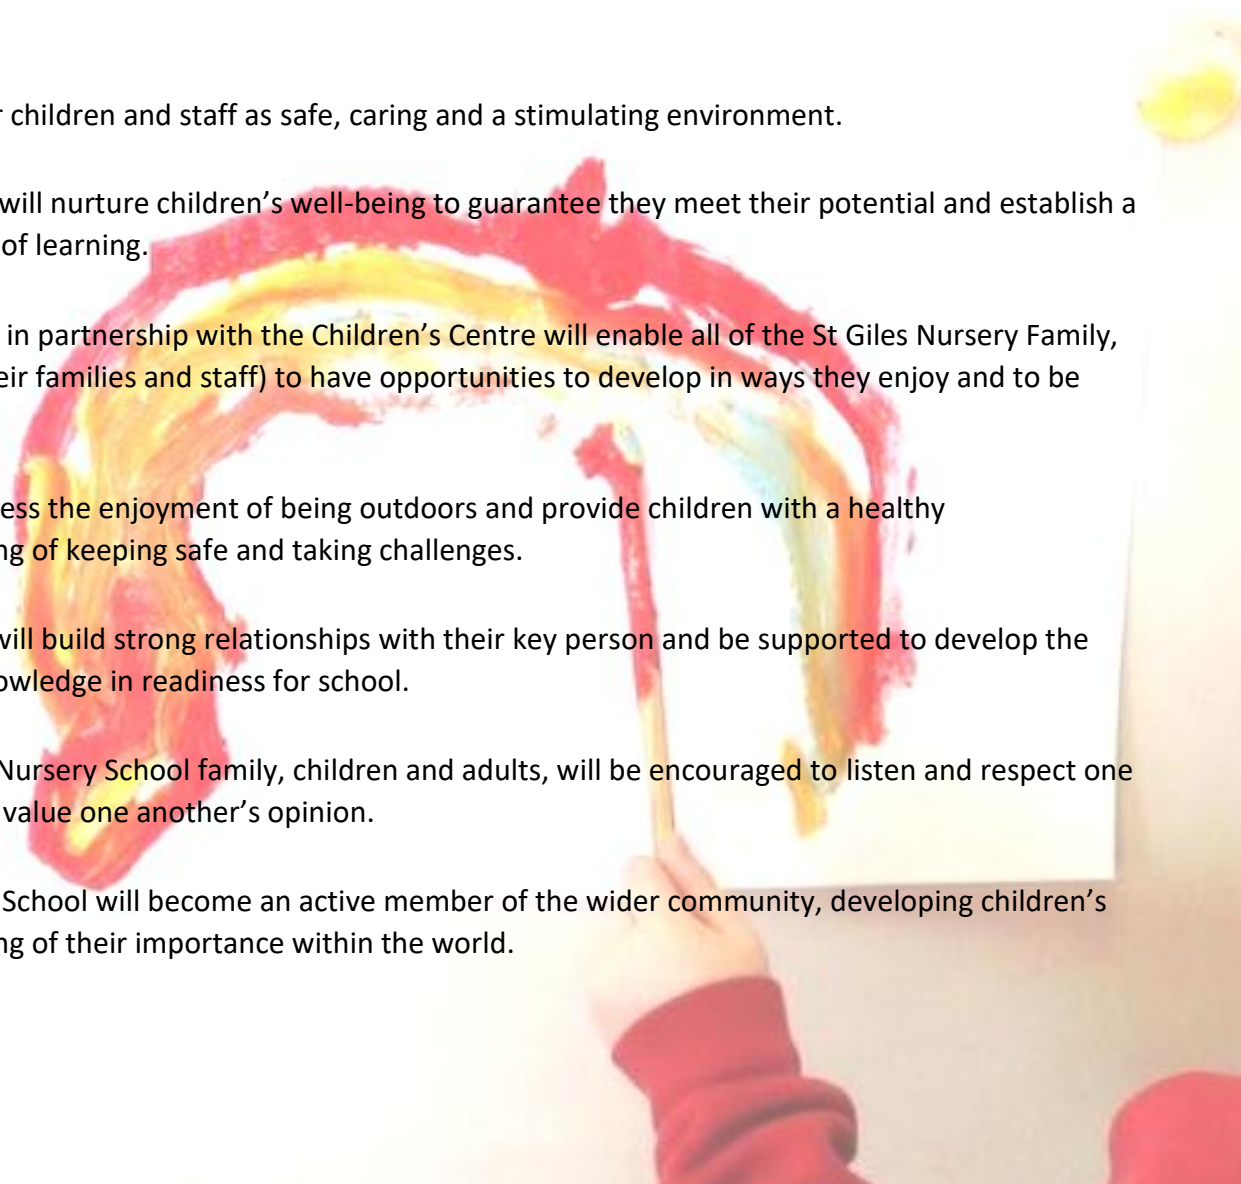 children and staff as safe, caring and a stimulating environment.
will nurture children’s well-being to guarantee they meet their potential and establish a
of learning.
in partnership with the Children’s Centre will enable all of the St Giles Nursery Family,
families and staff) to have opportunities to develop in ways they enjoy and to be
the enjoyment of being outdoors and provide children with a healthy
of keeping safe and taking challenges.
will build strong relationships with their key person and be supported to develop the
in readiness for school.
Nursery School family, children and adults, will be encouraged to listen and respect one
value one another’s opinion.
School will become an active member of the wider community, developing children’s
of their importance within the world.